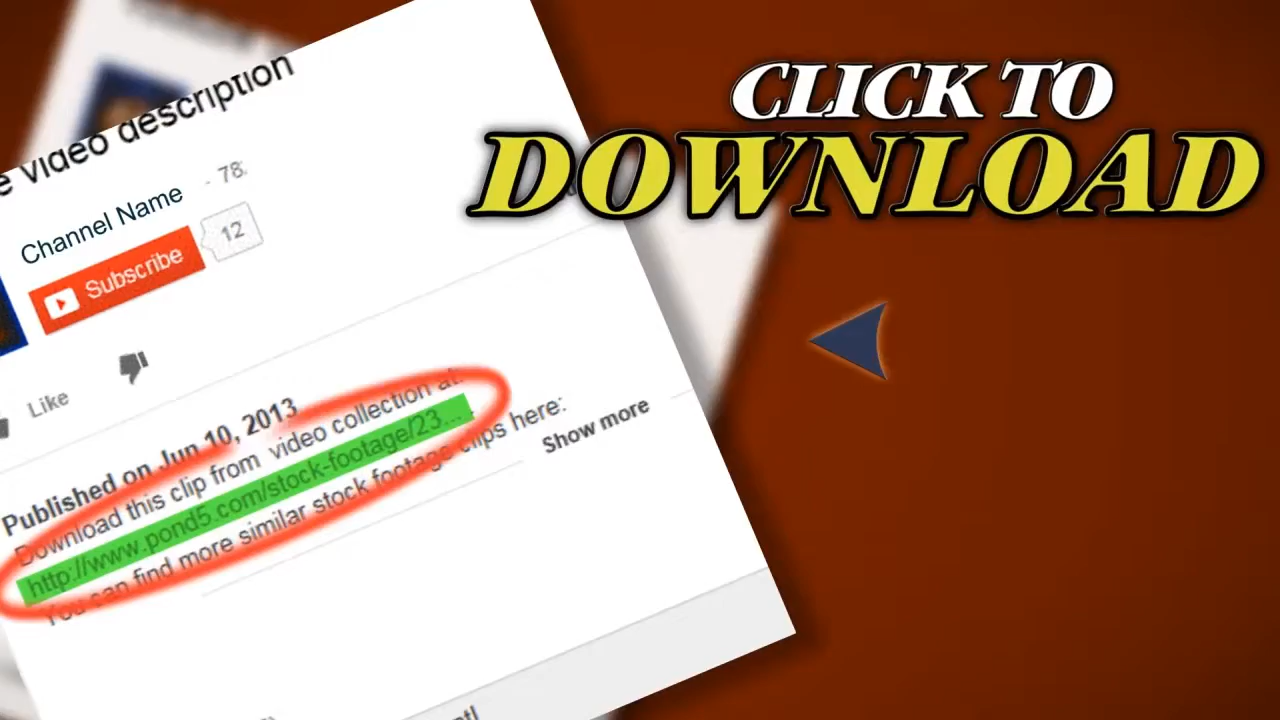 CLICK TO
DOWNLOAD
video description
Channel Name
Subscribe
12
Like
Published on Jun 10, 2013
Download this clip from video collection at:
http://www.pond5.com/stock-footage/23...
You can find more similar stock footage clips here:
Show more